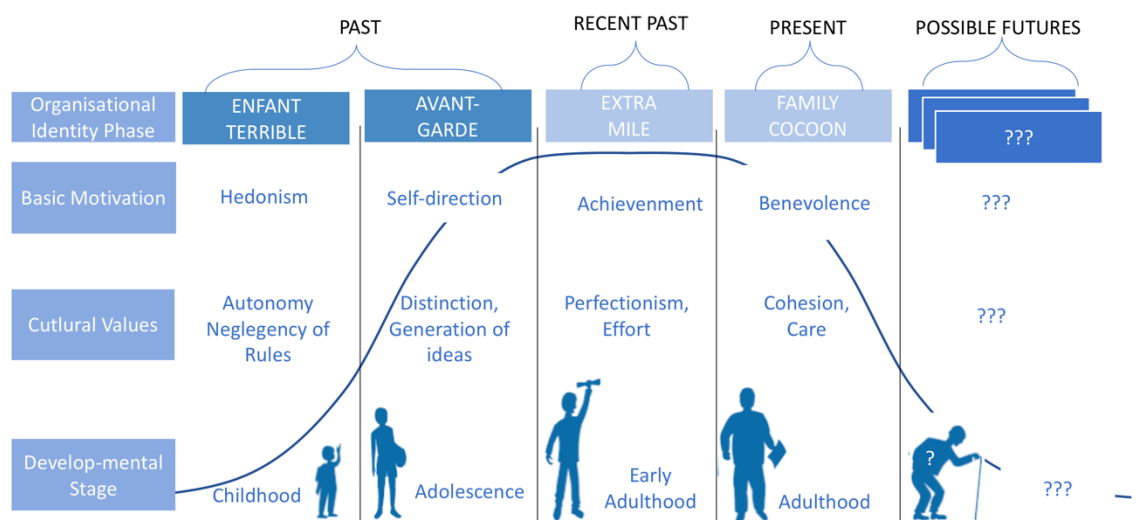 PAST
RECENT PAST
PRESENT
POSSIBLE FUTURES
Organisational
Identity Phase
ENFANT
TERRIBLE
AVANT-
GARDE
EXTRA
MILE
FAMILY
COCOON
???
Basic Motivation
Hedonism
Self-direction
Achievenment
Benevolence
???
Cutlural Values
Autonomy
Neglegency of
Rules
Distinction,
Generation of
ideas
Perfectionism,
Effort
Cohesion,
Care
???
Develop-mental
Stage
Childhood
Adolescence
Early
Adulthood
Adulthood
?
???